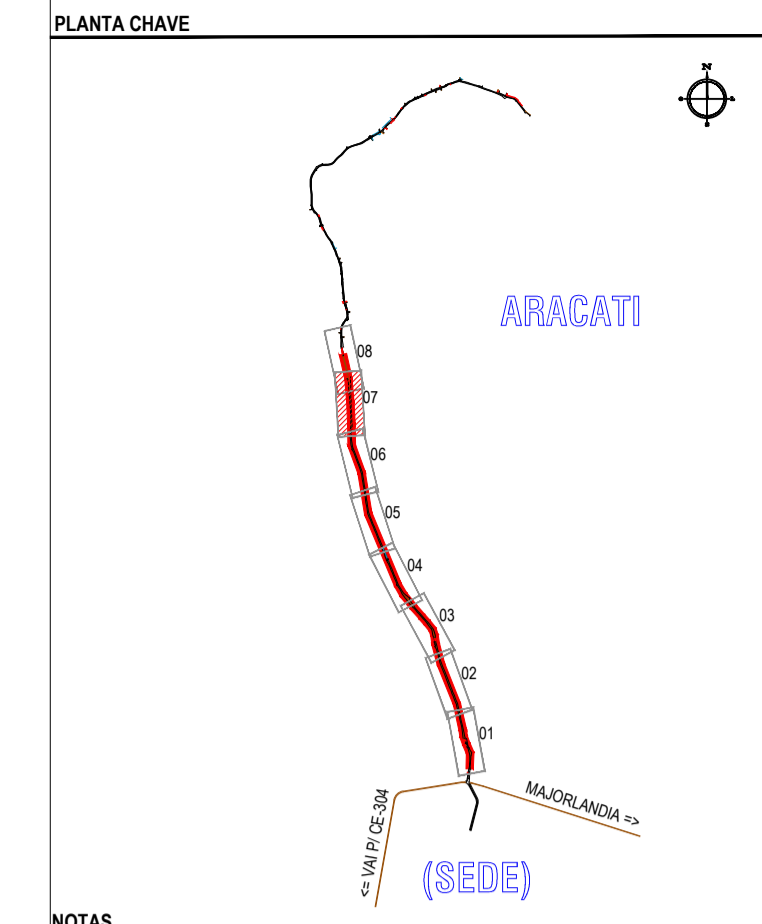 PLANTA CHAVE
N
ARACATI
08
07
06
05
04
03
02
01
MAJORLANDIA =>
<= VAI P/ CE-304
(SEDE)
NOTAS